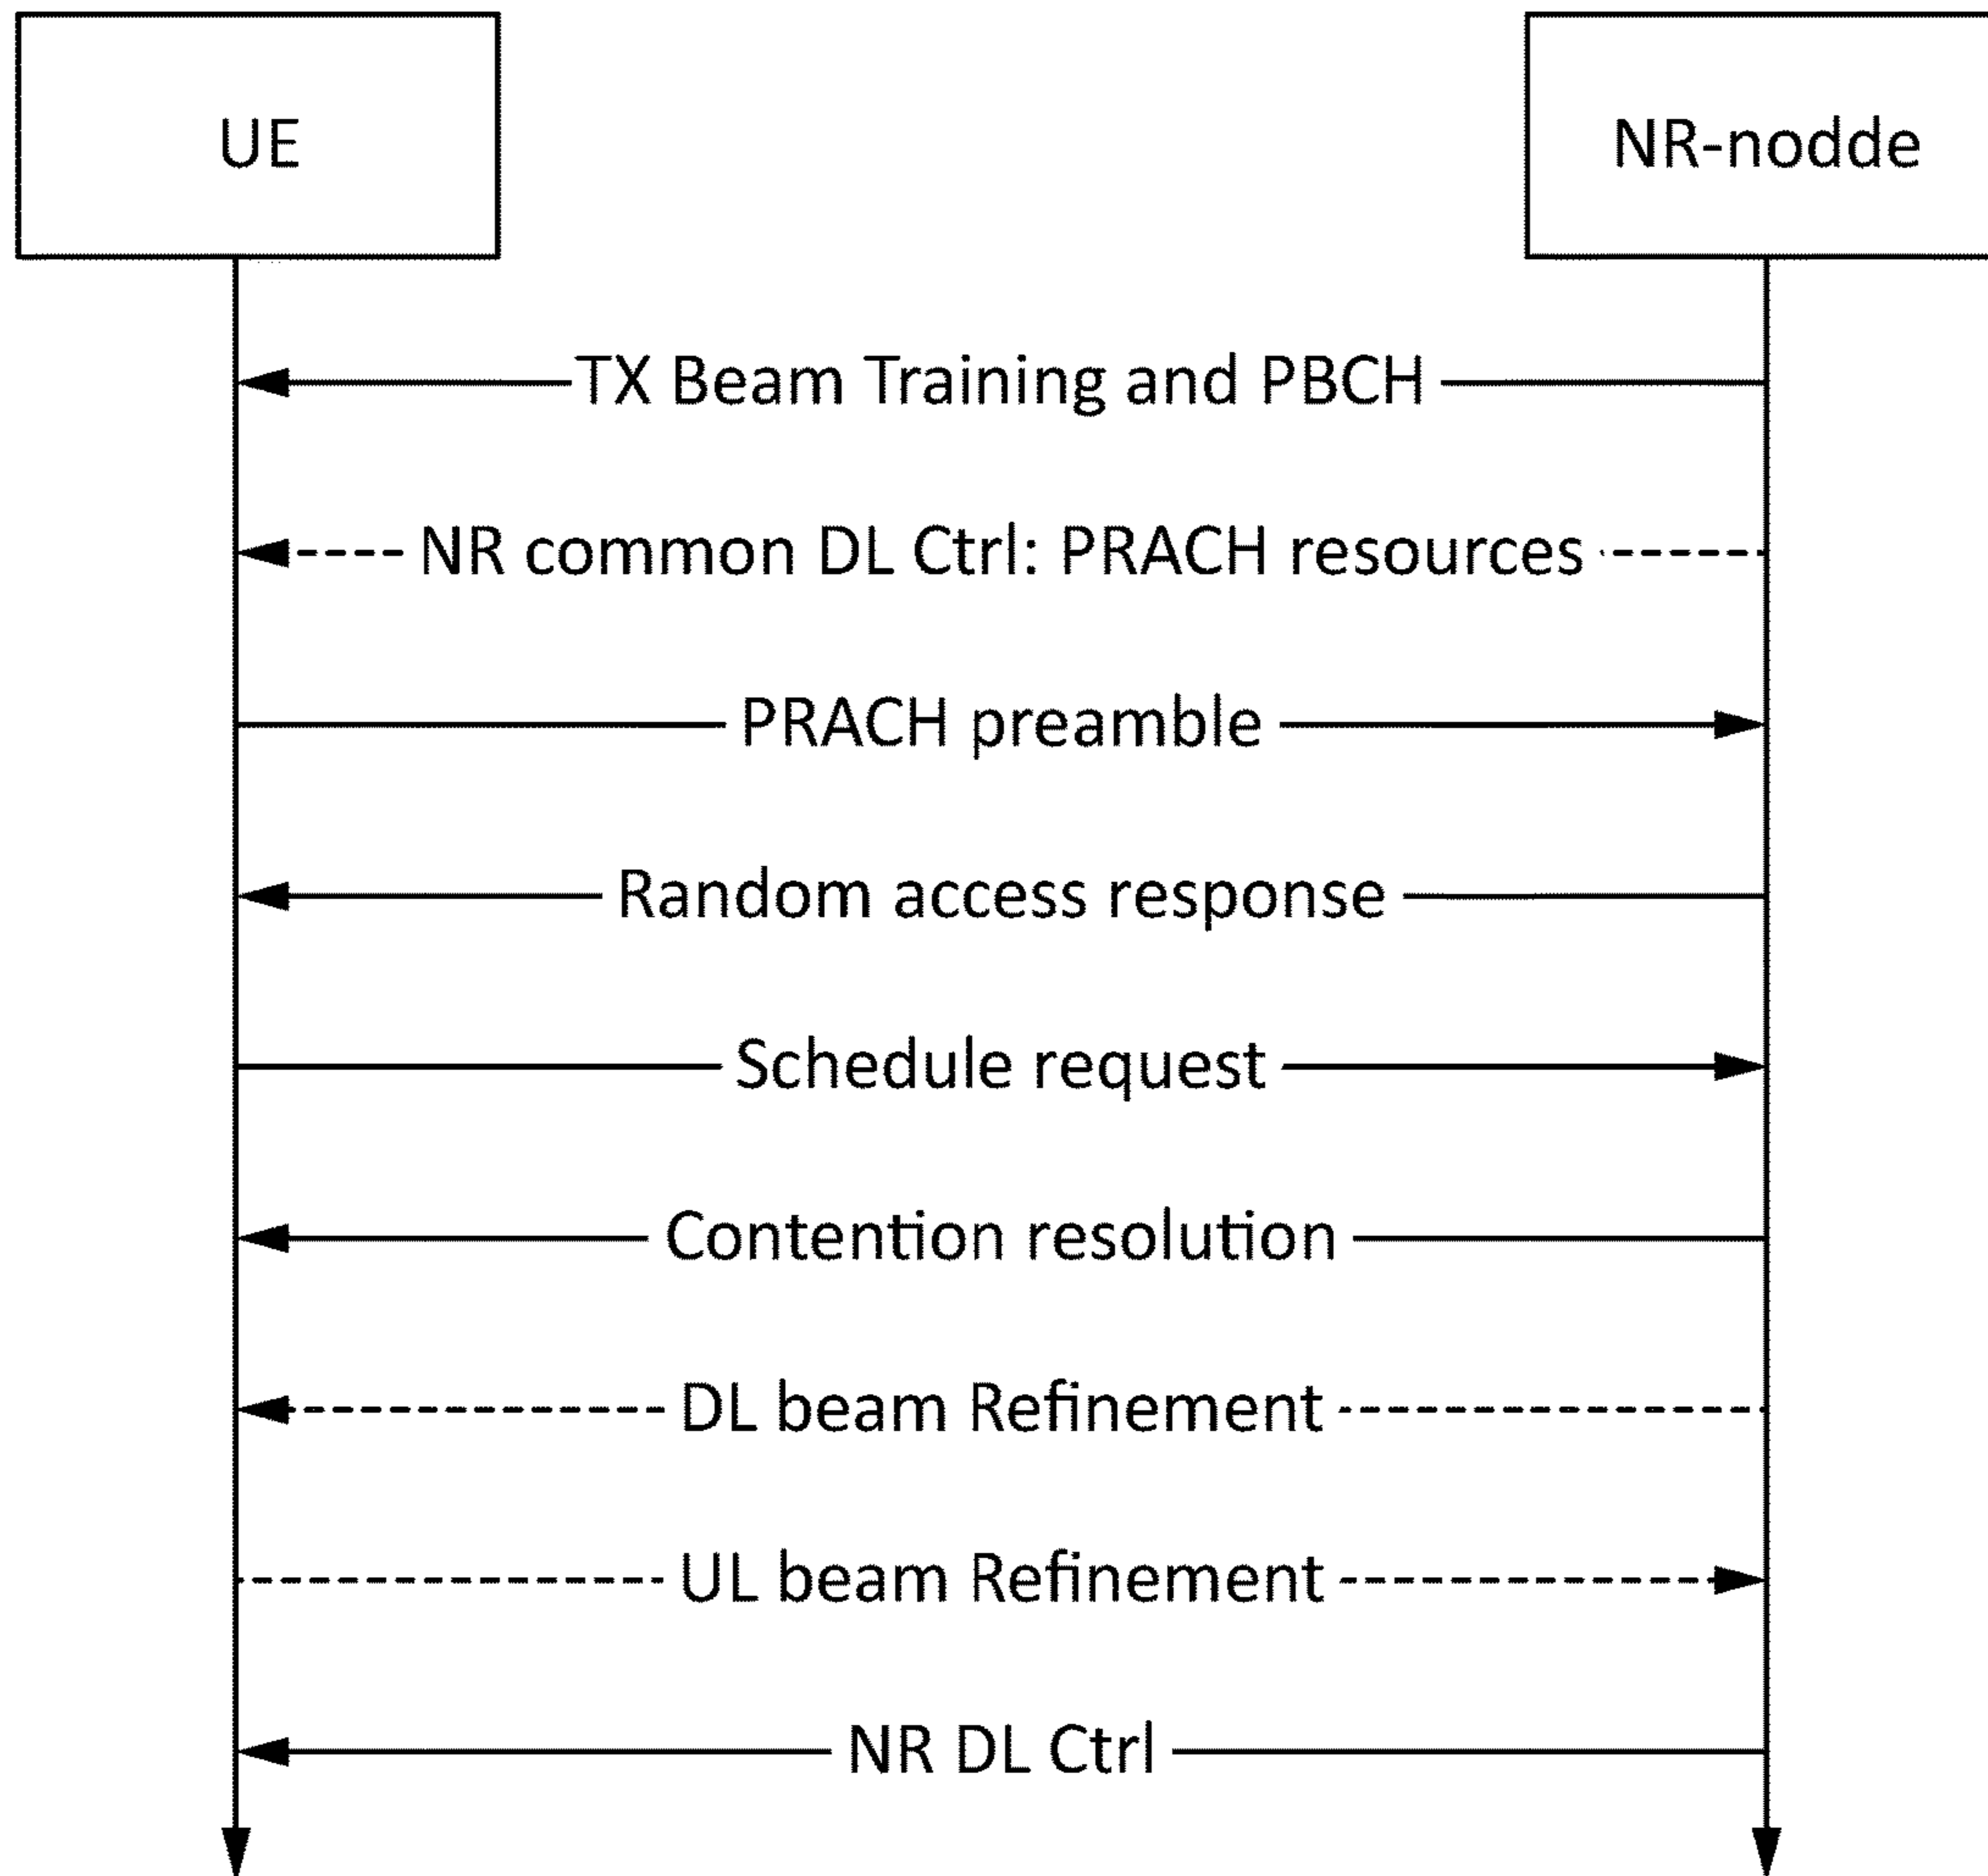 UE
NR-nodde
TX Beam Training and PBCH
NR common DL Ctrl: PRACH resources
PRACH preamble
Random access response
Schedule request
Contention resolution
DL beam Refinement
UL beam Refinement
NR DL Ctrl